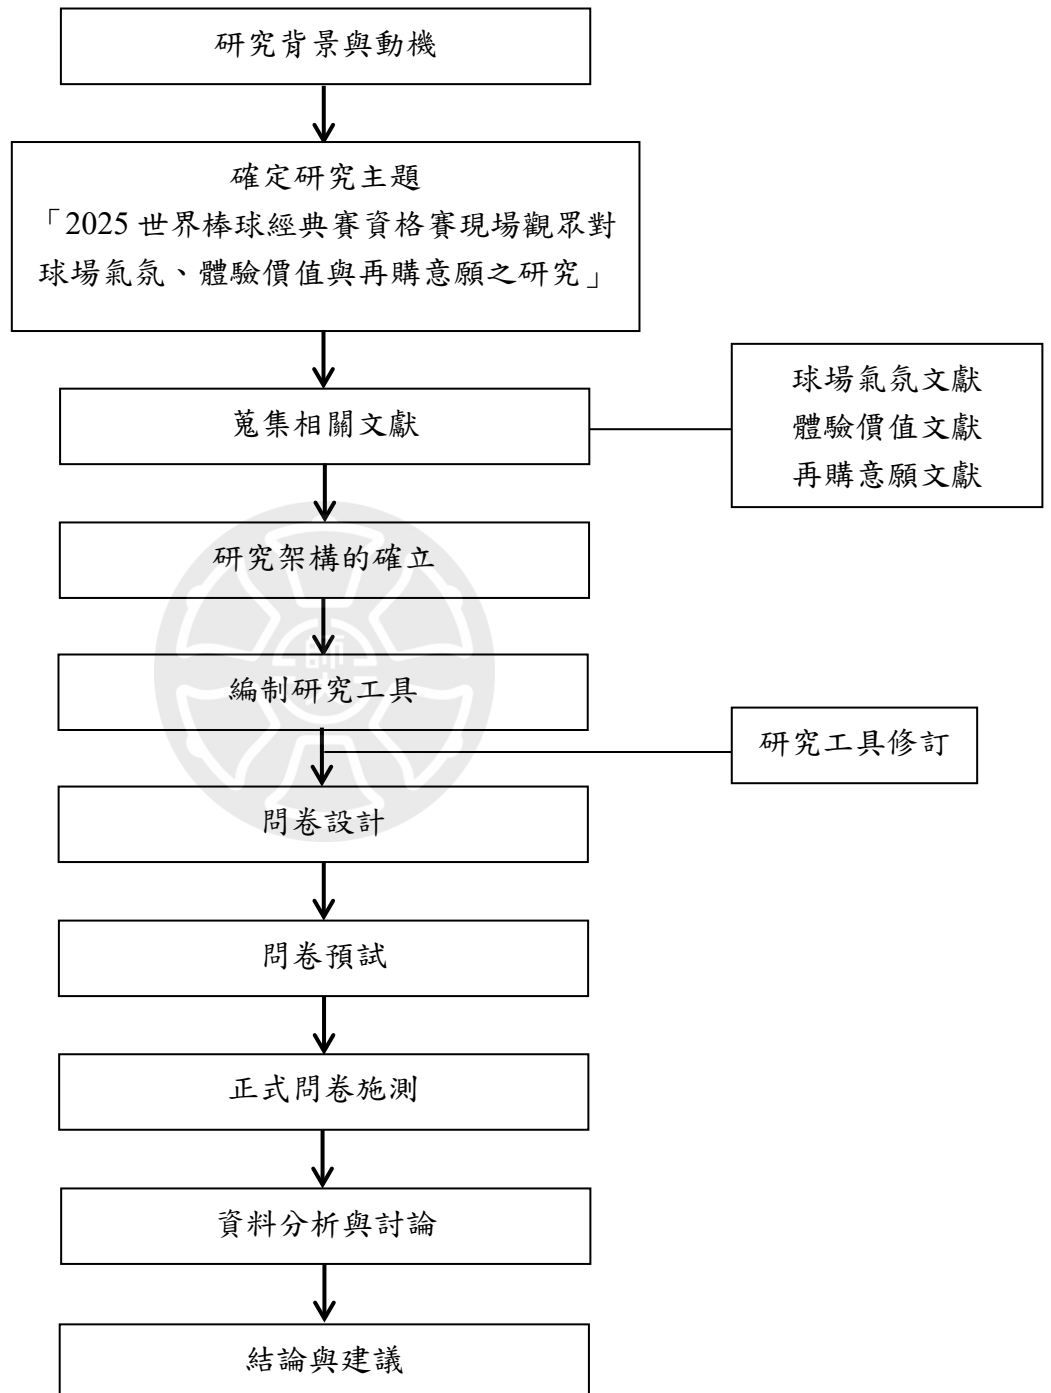 研究背景與動機
確定研究主題
「2025 世界棒球經典賽資格賽現場觀眾對
球場氣氛、體驗價值與再購意願之研究」
蒐集相關文獻
球場氣氛文獻
體驗價值文獻
再購意願文獻
研究架構的確立
編制研究工具
研究工具修訂
問卷設計
問卷預試
正式問卷施測
資料分析與討論
結論與建議